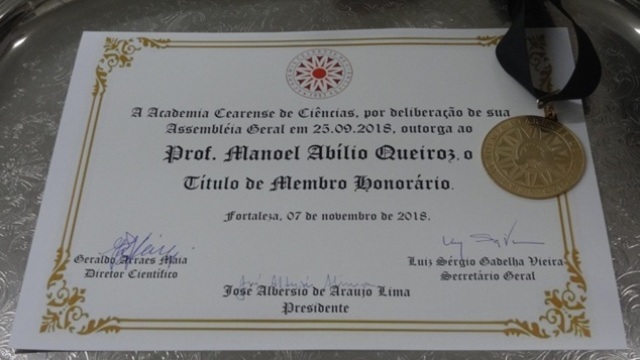 A Academia Cearense de Ciências, por deliberação de sua
Assembléia Geral em 25.09.2018, outorga ao
Prof. Manoel Abílio Queiroz, o
Título de Membro Honorário.
Fortaleza, 07 de novembro de 2018.
Geraldo Arraes Maia
Diretor Científico
Luiz Sérgio Gadelha Vieira
Secretário Geral
José Albersio de Araujo Lima
Presidente